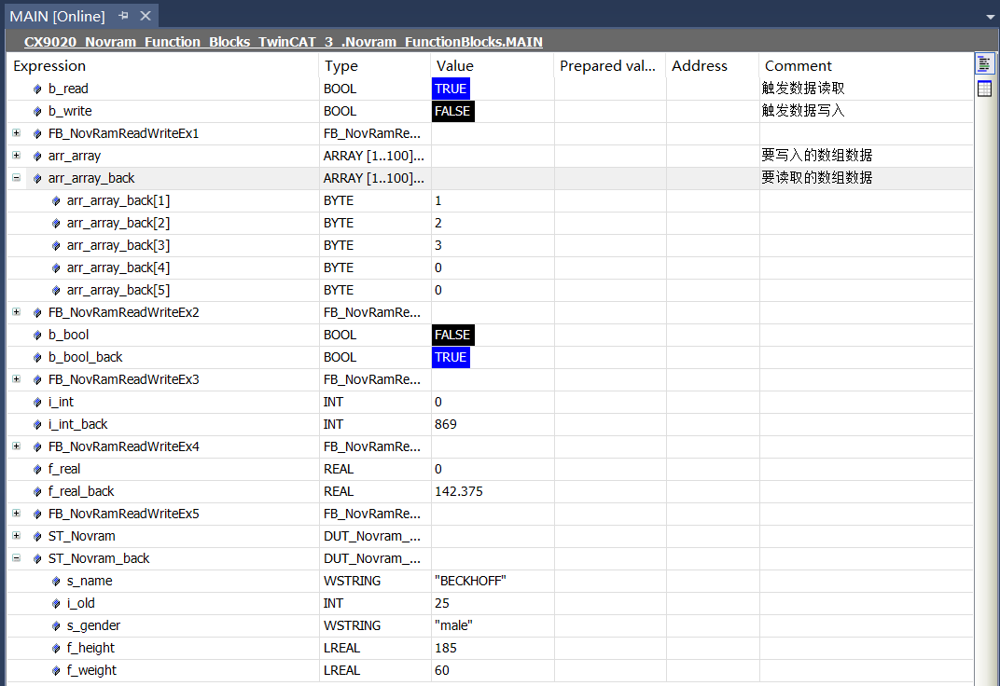 MAIN [Online]
CX9020_Novram_Function_Blocks_TwinCAT_3_.Novram_FunctionBlocks.MAIN
Expression Type Value Prepared val... Address Comment
b_read BOOL TRUE 触发数据读取
b_write BOOL FALSE 触发数据写入
FB_NovRamReadWriteEx1 FB_NovRamRe...
arr_array ARRAY [1..100]... 要写入的数组数据
arr_array_back ARRAY [1..100]... 要读取的数组数据
arr_array_back[1] BYTE 1
arr_array_back[2] BYTE 2
arr_array_back[3] BYTE 3
arr_array_back[4] BYTE 0
arr_array_back[5] BYTE 0
FB_NovRamReadWriteEx2 FB_NovRamRe...
b_bool BOOL FALSE
b_bool_back BOOL TRUE
FB_NovRamReadWriteEx3 FB_NovRamRe...
i_int INT 0
i_int_back INT 869
FB_NovRamReadWriteEx4 FB_NovRamRe...
f_real REAL 0
f_real_back REAL 142.375
FB_NovRamReadWriteEx5 FB_NovRamRe...
ST_Novram DUT_Novram_...
ST_Novram_back DUT_Novram_...
s_name WSTRING "BECKHOFF"
i_old INT 25
s_gender WSTRING "male"
f_height LREAL 185
f_weight LREAL 60